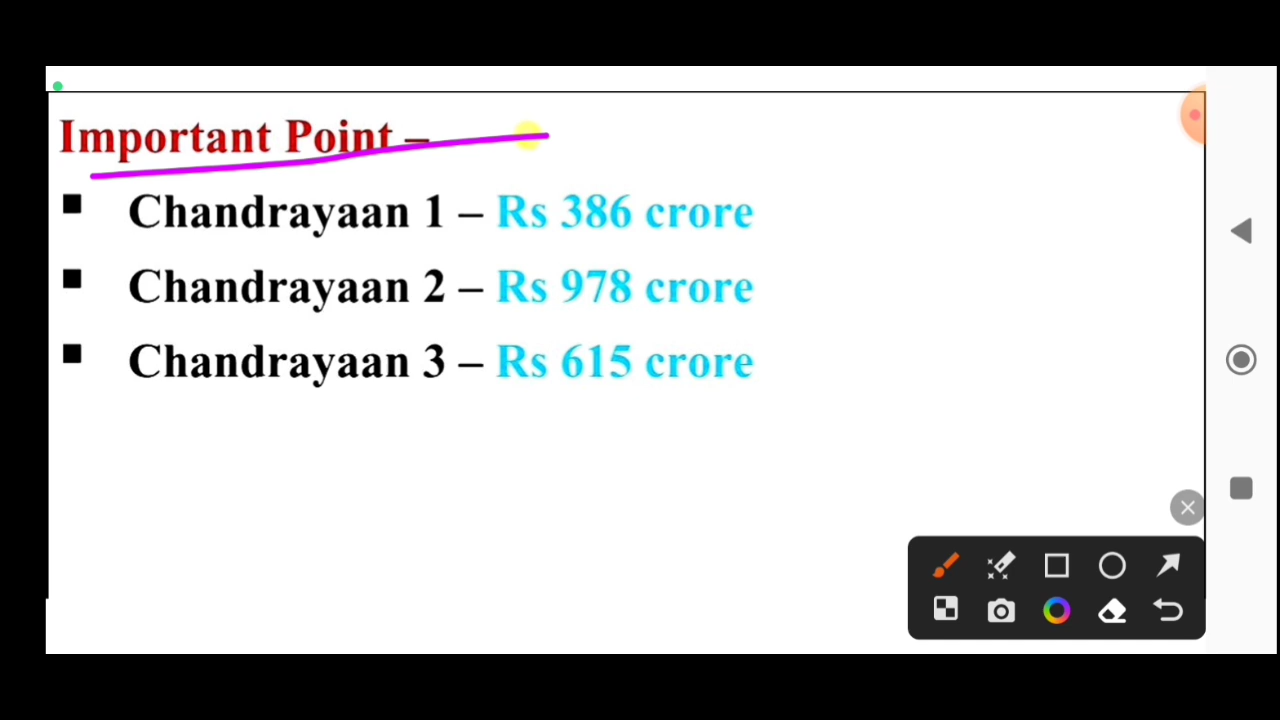 Important Point –
▪ Chandrayaan 1 – Rs 386 crore
▪ Chandrayaan 2 – Rs 978 crore
▪ Chandrayaan 3 – Rs 615 crore